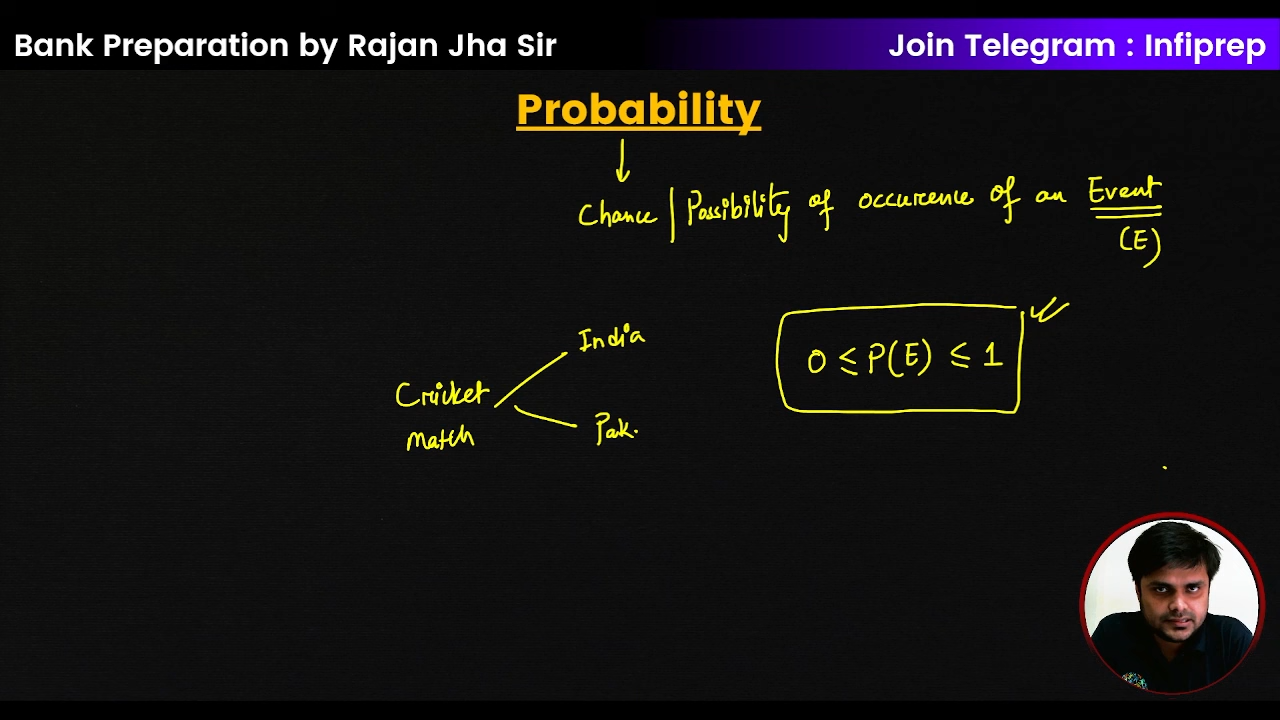 Bank Preparation by Rajan Jha Sir
Join Telegram : Infiprep
Probability
Chance | Possibility of occurence of an Event
(E)
India
Cricket
Match
Pak.
0 ≤ P(E) ≤ 1